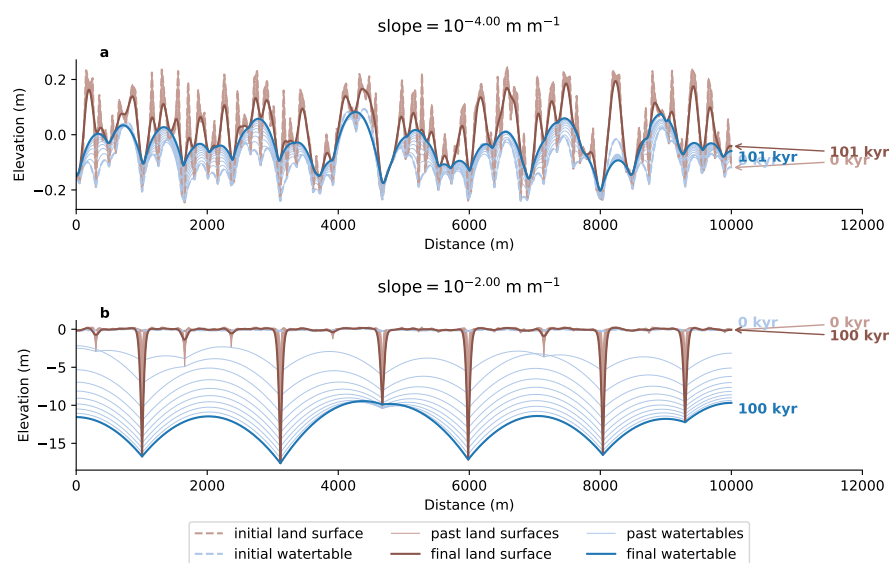 slope = 10^{-4.00} m m^{-1}
a
Elevation (m)
0.2
0.0
−0.2
0 2000 4000 6000 8000 10000 12000
Distance (m)
101 kyr
101 kyr
0 kyr
slope = 10^{-2.00} m m^{-1}
b
Elevation (m)
0
−5
−10
−15
0 2000 4000 6000 8000 10000 12000
Distance (m)
0 kyr
0 kyr
100 kyr
100 kyr
initial land surface past land surfaces past watertables
initial watertable final land surface final watertable